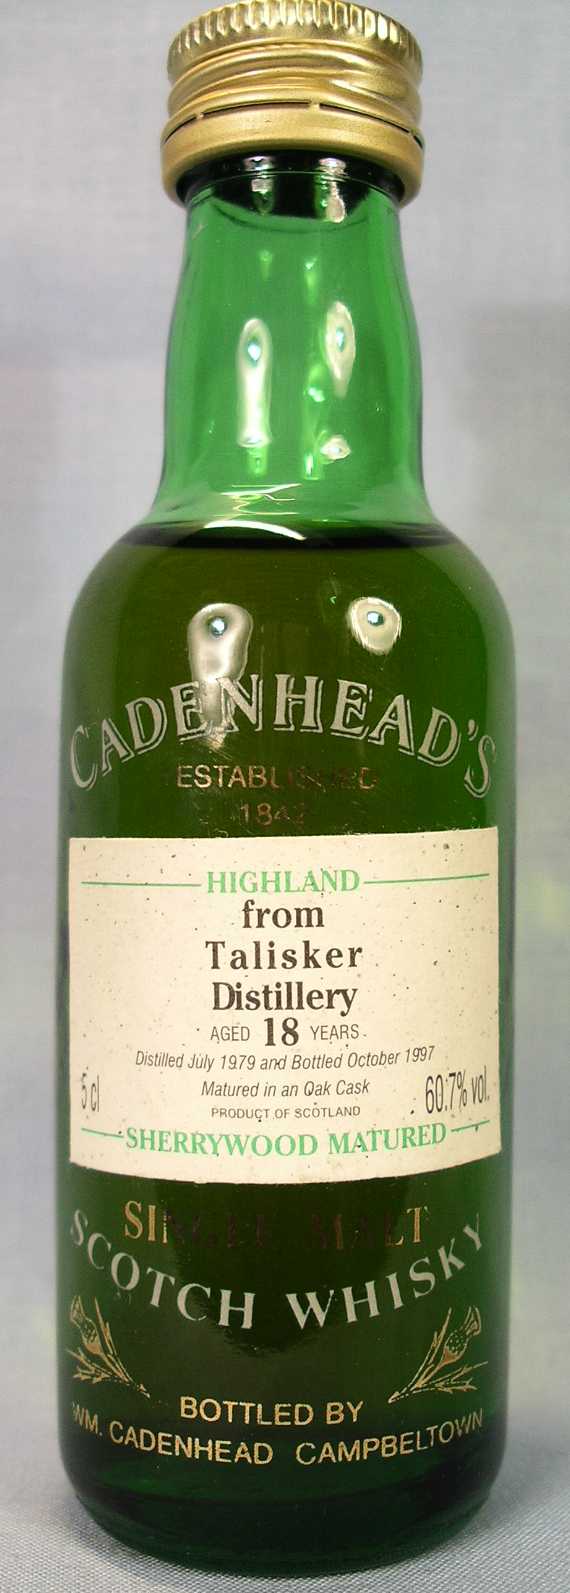 CADENHEAD'S
ESTABLISHED
1842
HIGHLAND
from
Talisker
Distillery
AGED 18 YEARS
Distilled July 1979 and Bottled October 1997
Matured in an Oak Cask
5 cl 60.7% vol.
PRODUCT OF SCOTLAND
SHERRYWOOD MATURED
SINGLE MALT
SCOTCH WHISKY
BOTTLED BY
WM. CADENHEAD CAMPBELTOWN